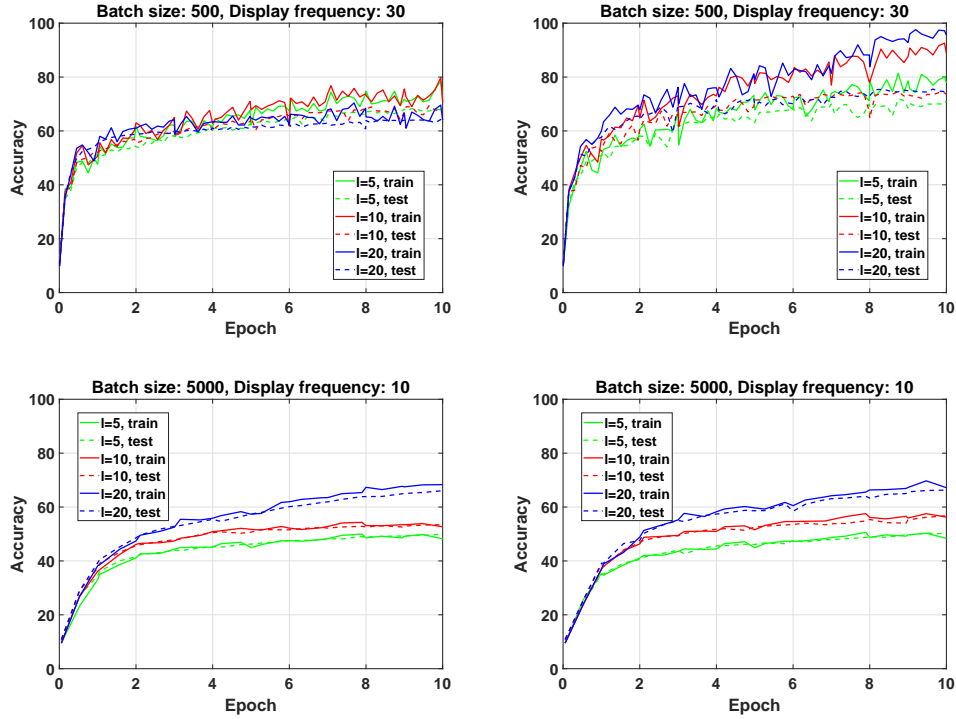 Batch size: 500, Display frequency: 30
100
80
60
40
20
0
Accuracy
l=5, train
l=5, test
l=10, train
l=10, test
l=20, train
l=20, test
0 2 4 6 8 10
Epoch
Batch size: 500, Display frequency: 30
100
80
60
40
20
0
Accuracy
l=5, train
l=5, test
l=10, train
l=10, test
l=20, train
l=20, test
0 2 4 6 8 10
Epoch
Batch size: 5000, Display frequency: 10
100
80
60
40
20
0
Accuracy
l=5, train
l=5, test
l=10, train
l=10, test
l=20, train
l=20, test
0 2 4 6 8 10
Epoch
Batch size: 5000, Display frequency: 10
100
80
60
40
20
0
Accuracy
l=5, train
l=5, test
l=10, train
l=10, test
l=20, train
l=20, test
0 2 4 6 8 10
Epoch